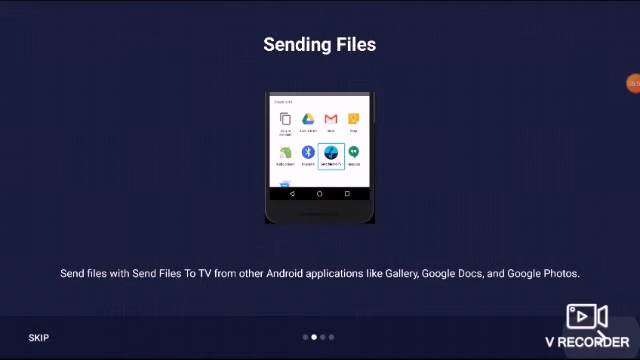 Sending Files
Send files with Send Files To TV from other Android applications like Gallery, Google Docs, and Google Photos.
SKIP
V RECORDER